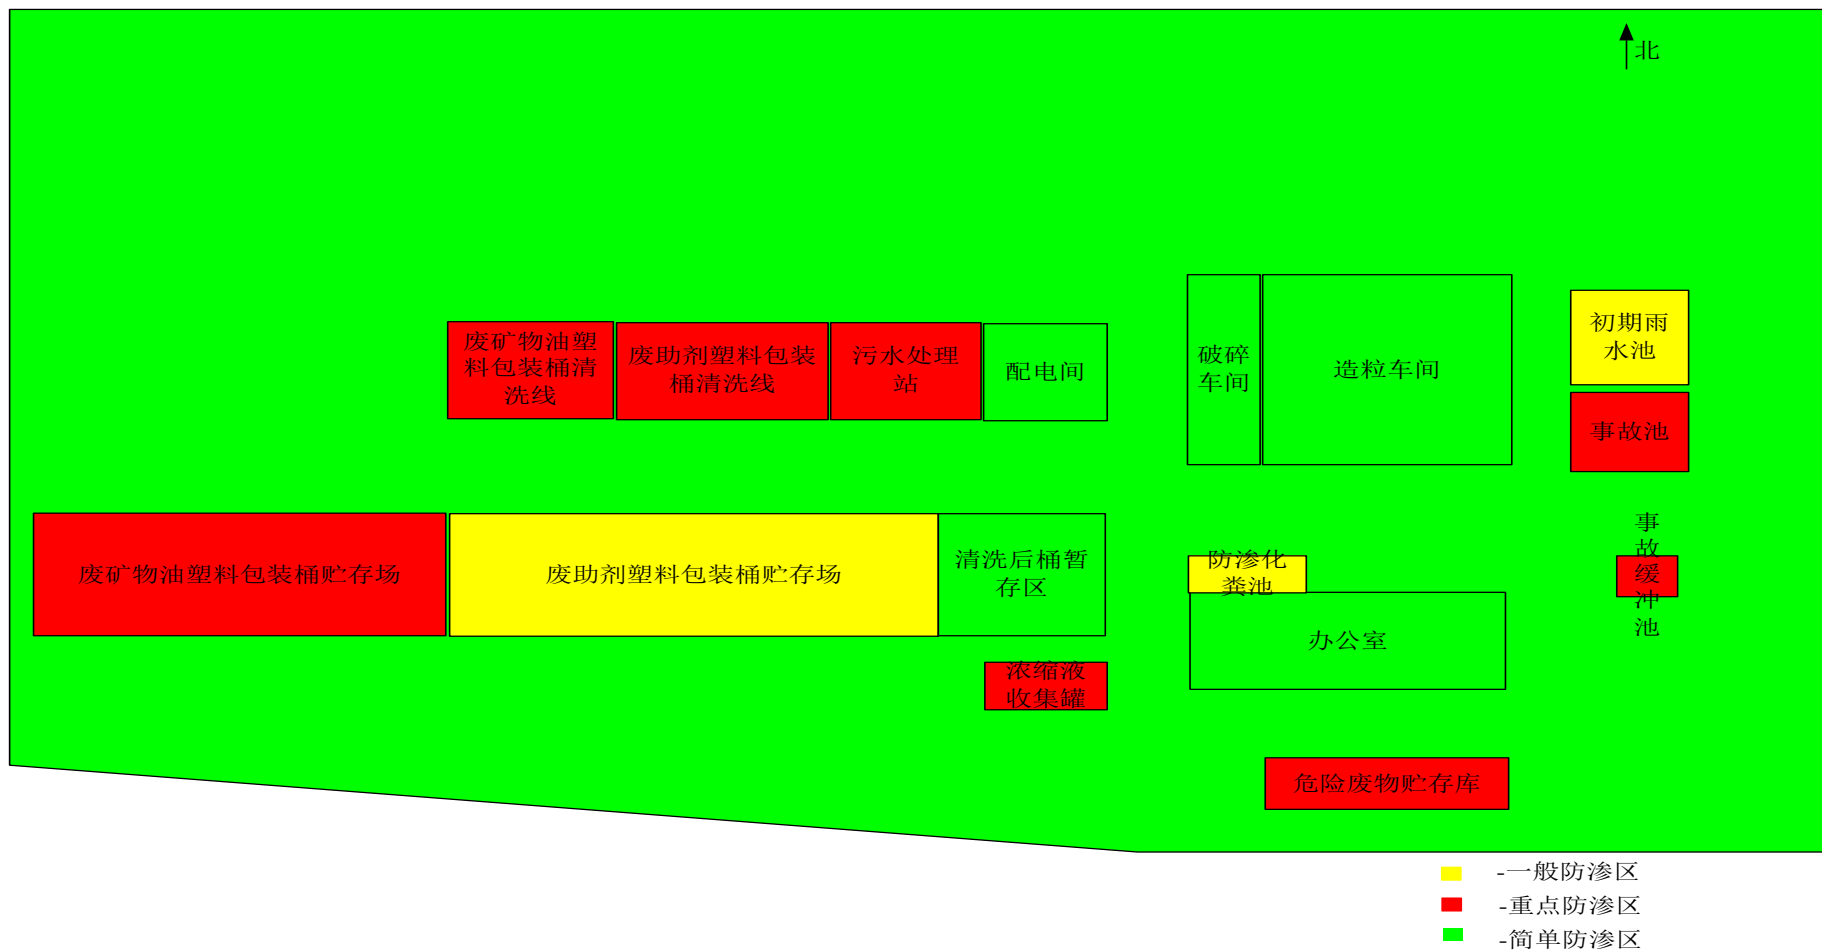 北
废矿物油塑
料包装桶清
洗线
废助剂塑料包装
桶清洗线
污水处理
站
配电间
破碎
车间
造粒车间
初期雨
水池
事故池
废矿物油塑料包装桶贮存场
废助剂塑料包装桶贮存场
清洗后桶暂
存区
防渗化
粪池
办公室
事
故
缓
冲
池
浓缩液
收集罐
危险废物贮存库
-一般防渗区
-重点防渗区
-简单防渗区